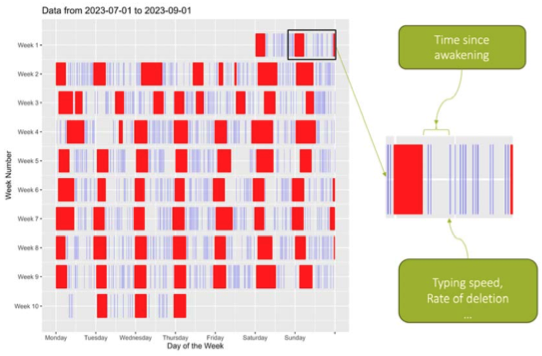 Data from 2023-07-01 to 2023-09-01
Week 1
Week 2
Week 3
Week 4
Week 5
Week 6
Week 7
Week 8
Week 9
Week 10
Week Number
Monday Tuesday Wednesday Thursday Friday Saturday Sunday
Day of the Week
Time since
awakening
Typing speed,
Rate of deletion
...